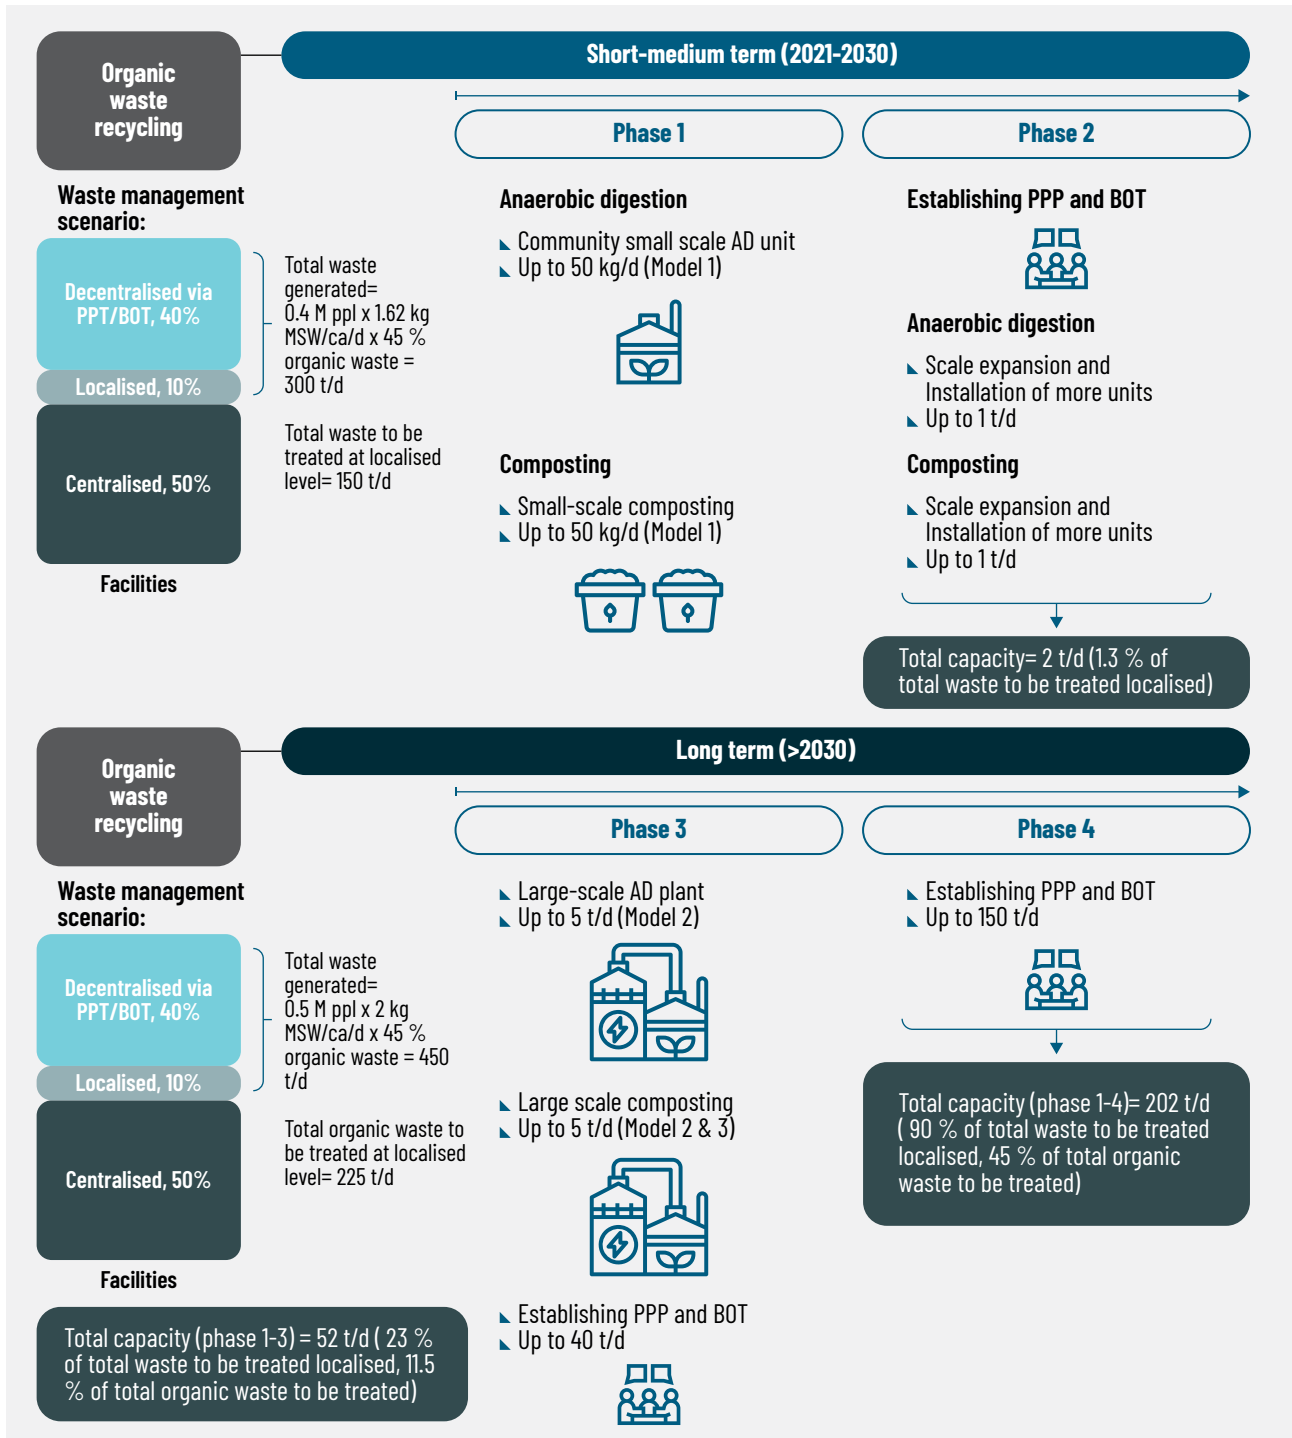 Organic
waste
recycling
Short-medium term (2021-2030)
Phase 1
Phase 2
Waste management
scenario:
Decentralised via
PPT/BOT, 40%
Localised, 10%
Centralised, 50%
Facilities
Total waste
generated=
0.4 M ppl x 1.62 kg
MSW/ca/d x 45 %
organic waste =
300 t/d
Total waste to be
treated at localised
level= 150 t/d
Anaerobic digestion
Community small scale AD unit
Up to 50 kg/d (Model 1)
Composting
Small-scale composting
Up to 50 kg/d (Model 1)
Establishing PPP and BOT
Anaerobic digestion
Scale expansion and
Installation of more units
Up to 1 t/d
Composting
Scale expansion and
Installation of more units
Up to 1 t/d
Total capacity= 2 t/d (1.3 % of
total waste to be treated localised)
Organic
waste
recycling
Long term (>2030)
Phase 3
Phase 4
Waste management
scenario:
Decentralised via
PPT/BOT, 40%
Localised, 10%
Centralised, 50%
Facilities
Total waste
generated=
0.5 M ppl x 2 kg
MSW/ca/d x 45 %
organic waste = 450
t/d
Total organic waste to
be treated at localised
level= 225 t/d
Total capacity (phase 1-3) = 52 t/d ( 23 %
of total waste to be treated localised, 11.5
% of total organic waste to be treated)
Large-scale AD plant
Up to 5 t/d (Model 2)
Large scale composting
Up to 5 t/d (Model 2 & 3)
Establishing PPP and BOT
Up to 40 t/d
Establishing PPP and BOT
Up to 150 t/d
Total capacity (phase 1-4)= 202 t/d
( 90 % of total waste to be treated
localised, 45 % of total organic
waste to be treated)